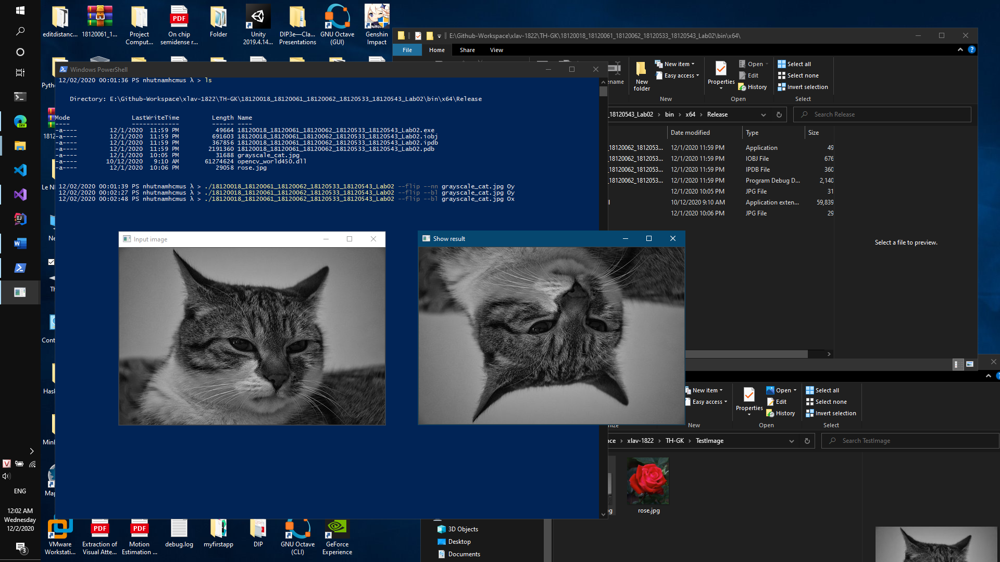 editdistanc...
18120061_1...
Project Comput...
On chip semidense r...
Folder
Unity 2019.4.14...
DIP3e—Cla... Presentations
GNU Octave (GUI)
Genshin Impact
E:\Github-Workspace\xlav-1822\TH-GK\18120018_18120061_18120062_18120533_18120543_Lab02\bin\x64\
File
Home
Share
View
New folder
New item
Easy access
New
Properties
Open
Edit
History
Open
Select all
Select none
Invert selection
Select
_18120543_Lab02 > bin > x64 > Release
Search Release
Date modified
Type
Size
_18120062_1812053... 12/1/2020 11:59 PM Application 49
_18120062_1812053... 12/1/2020 11:59 PM IOBJ File 676
_18120062_1812053... 12/1/2020 11:59 PM IPDB File 360
_18120062_1812053... 12/1/2020 11:59 PM Program Debug D... 2,140
12/1/2020 10:05 PM JPG File 31
10/12/2020 9:10 AM Application exten... 59,839
12/1/2020 10:06 PM JPG File 29
Select a file to preview.
Windows PowerShell
12/02/2020 00:01:36 PS nhutnamhcmus λ > ls
Directory: E:\Github-Workspace\xlav-1822\TH-GK\18120018_18120061_18120062_18120533_18120543_Lab02\bin\x64\Release
Mode LastWriteTime Length Name
---- ------------- ------ ----
-a---- 12/1/2020 11:59 PM 49664 18120018_18120061_18120062_18120533_18120543_Lab02.exe
-a---- 12/1/2020 11:59 PM 691603 18120018_18120061_18120062_18120533_18120543_Lab02.iobj
-a---- 12/1/2020 11:59 PM 367856 18120018_18120061_18120062_18120533_18120543_Lab02.ipdb
-a---- 12/1/2020 11:59 PM 2191360 18120018_18120061_18120062_18120533_18120543_Lab02.pdb
-a---- 12/1/2020 10:05 PM 31688 grayscale_cat.jpg
-a---- 10/12/2020 9:10 AM 61274624 opencv_world450.dll
-a---- 12/1/2020 10:06 PM 29058 rose.jpg
12/02/2020 00:01:39 PS nhutnamhcmus λ > ./18120018_18120061_18120062_18120533_18120543_Lab02 --flip --nn grayscale_cat.jpg Oy
12/02/2020 00:02:27 PS nhutnamhcmus λ > ./18120018_18120061_18120062_18120533_18120543_Lab02 --flip --bl grayscale_cat.jpg Oy
12/02/2020 00:02:48 PS nhutnamhcmus λ > ./18120018_18120061_18120062_18120533_18120543_Lab02 --flip --bl grayscale_cat.jpg Ox
Input image
Show result
New item
Easy access
New
Properties
Open
Edit
History
Open
Select all
Select none
Invert selection
Select
xlav-1822 > TH-GK > TestImage
Search TestImage
rose.jpg
3D Objects
Desktop
Documents
ENG
12:02 AM
Wednesday
12/2/2020
3
VMware Workstati...
Extraction of Visual Atte...
Motion Estimation ...
debug.log
myfirstapp
DIP
GNU Octave (CLI)
GeForce Experience